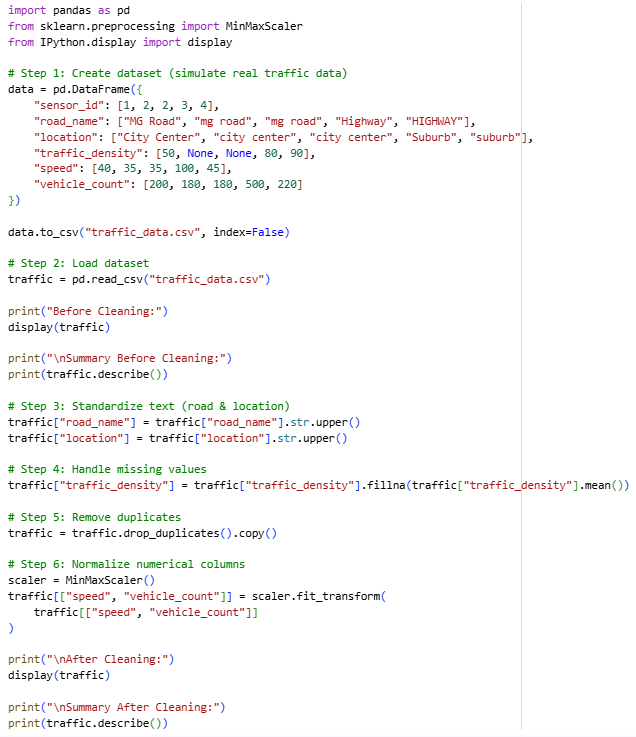 import pandas as pd
from sklearn.preprocessing import MinMaxScaler
from IPython.display import display

# Step 1: Create dataset (simulate real traffic data)
data = pd.DataFrame({
    "sensor_id": [1, 2, 2, 3, 4],
    "road_name": ["MG Road", "mg road", "mg road", "Highway", "HIGHWAY"],
    "location": ["City Center", "city center", "city center", "Suburb", "suburb"],
    "traffic_density": [50, None, None, 80, 90],
    "speed": [40, 35, 35, 100, 45],
    "vehicle_count": [200, 180, 180, 500, 220]
})

data.to_csv("traffic_data.csv", index=False)

# Step 2: Load dataset
traffic = pd.read_csv("traffic_data.csv")

print("Before Cleaning:")
display(traffic)

print("\nSummary Before Cleaning:")
print(traffic.describe())

# Step 3: Standardize text (road & location)
traffic["road_name"] = traffic["road_name"].str.upper()
traffic["location"] = traffic["location"].str.upper()

# Step 4: Handle missing values
traffic["traffic_density"] = traffic["traffic_density"].fillna(traffic["traffic_density"].mean())

# Step 5: Remove duplicates
traffic = traffic.drop_duplicates().copy()

# Step 6: Normalize numerical columns
scaler = MinMaxScaler()
traffic[["speed", "vehicle_count"]] = scaler.fit_transform(
    traffic[["speed", "vehicle_count"]]
)

print("\nAfter Cleaning:")
display(traffic)

print("\nSummary After Cleaning:")
print(traffic.describe())